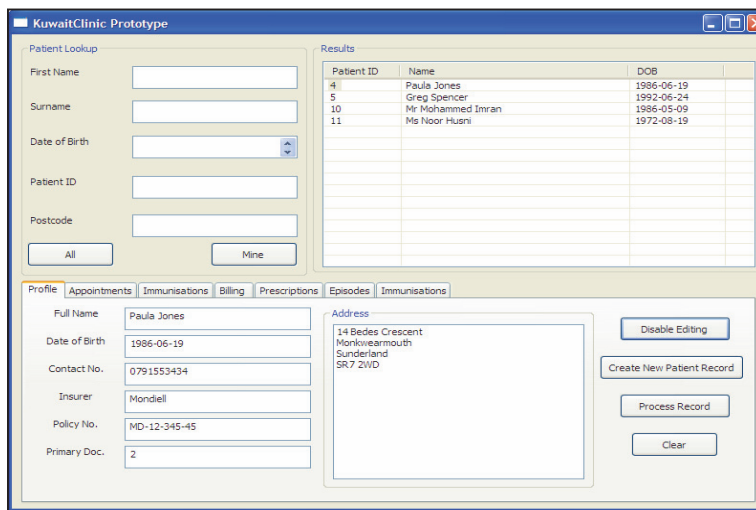 KuwaitClinic Prototype
Patient Lookup
First Name
Surname
Date of Birth
Patient ID
Postcode
All Mine
Results
Patient ID Name DOB
4 Paula Jones 1986-06-19
5 Greg Spencer 1992-06-24
10 Mr Mohammed Imran 1986-05-09
11 Ms Noor Husni 1972-08-19
Profile Appointments Immunisations Billing Prescriptions Episodes Immunisations
Full Name Paula Jones
Date of Birth 1986-06-19
Contact No. 0791553434
Insurer Mondiell
Policy No. MD-12-345-45
Primary Doc. 2
Address
14 Bedes Crescent
Monkwearmouth
Sunderland
SR7 2WD
Disable Editing
Create New Patient Record
Process Record
Clear